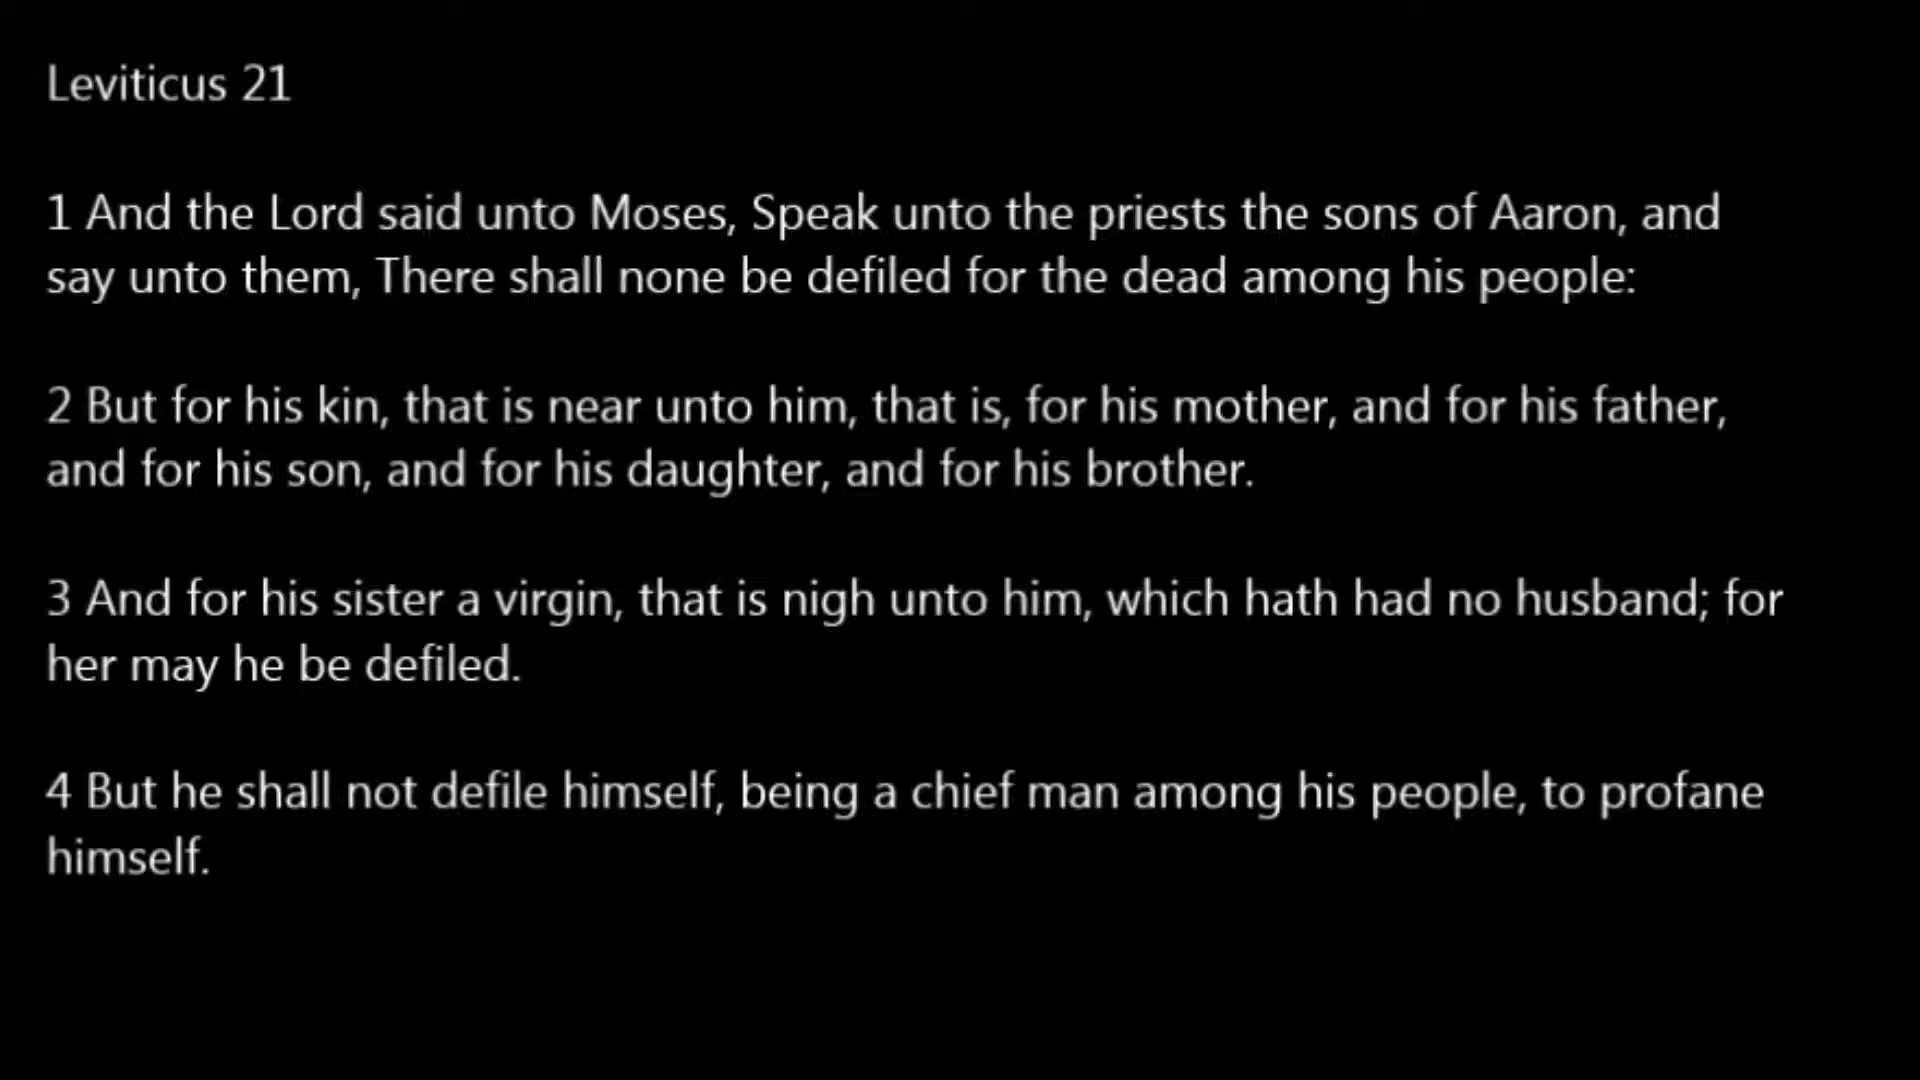 Leviticus 21
1 And the Lord said unto Moses, Speak unto the priests the sons of Aaron, and
say unto them, There shall none be defiled for the dead among his people:
2 But for his kin, that is near unto him, that is, for his mother, and for his father,
and for his son, and for his daughter, and for his brother.
3 And for his sister a virgin, that is nigh unto him, which hath had no husband; for
her may he be defiled.
4 But he shall not defile himself, being a chief man among his people, to profane
himself.